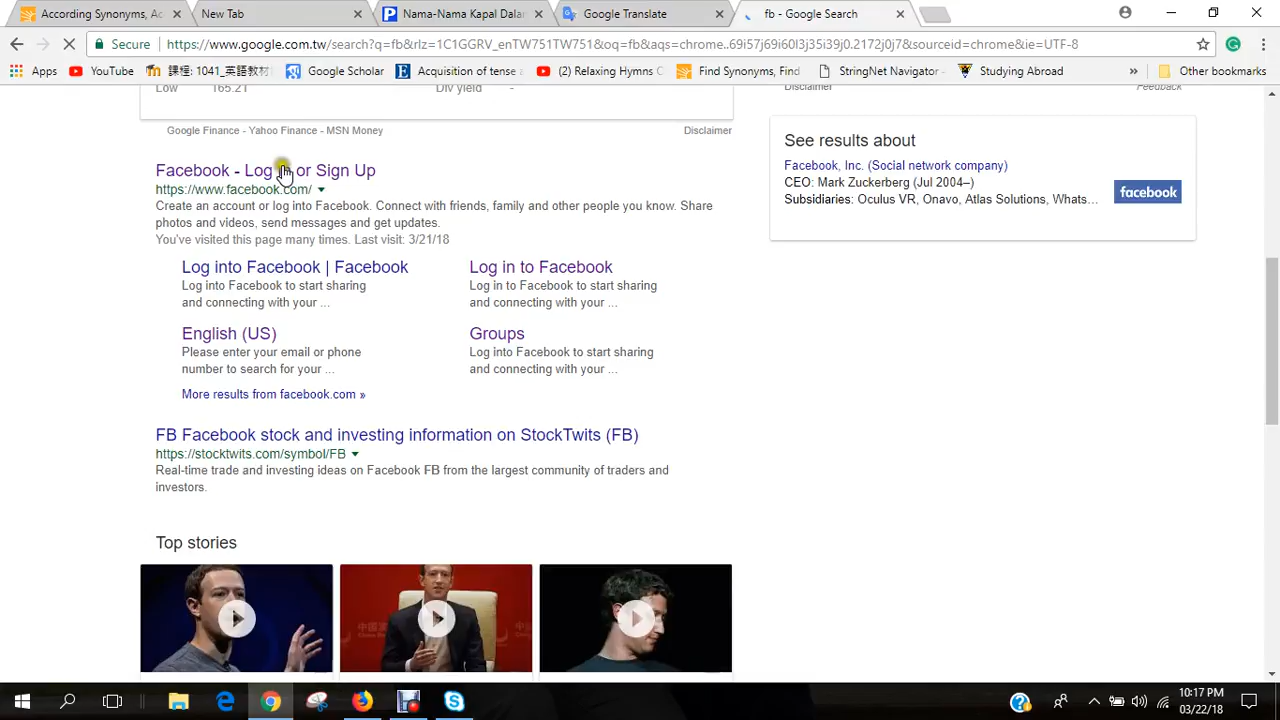 According Synonyms, A
New Tab
Nama-Nama Kapal Dalam
Google Translate
fb - Google Search
Secure
https://www.google.com.tw/search?q=fb&rlz=1C1GGRV_enTW751TW751&oq=fb&aqs=chrome..69i57j69i60l3j35i39j0.2172j0j7&sourceid=chrome&ie=UTF-8
Apps
YouTube
課程: 1041_英語教材
Google Scholar
Acquisition of tense a
(2) Relaxing Hymns C
Find Synonyms, Find
StringNet Navigator -
Studying Abroad
»
Other bookmarks
Low 165.21 Div yield -
Google Finance - Yahoo Finance - MSN Money
Disclaimer
Disclaimer
Feedback
See results about
Facebook, Inc. (Social network company)
CEO: Mark Zuckerberg (Jul 2004–)
Subsidiaries: Oculus VR, Onavo, Atlas Solutions, Whats...
facebook
Facebook - Log In or Sign Up
https://www.facebook.com/
Create an account or log into Facebook. Connect with friends, family and other people you know. Share
photos and videos, send messages and get updates.
You've visited this page many times. Last visit: 3/21/18
Log into Facebook | Facebook
Log into Facebook to start sharing
and connecting with your ...
Log in to Facebook
Log in to Facebook to start sharing
and connecting with your ...
English (US)
Please enter your email or phone
number to search for your ...
Groups
Log into Facebook to start sharing
and connecting with your ...
More results from facebook.com »
FB Facebook stock and investing information on StockTwits (FB)
https://stocktwits.com/symbol/FB
Real-time trade and investing ideas on Facebook FB from the largest community of traders and
investors.
Top stories
10:17 PM
03/22/18